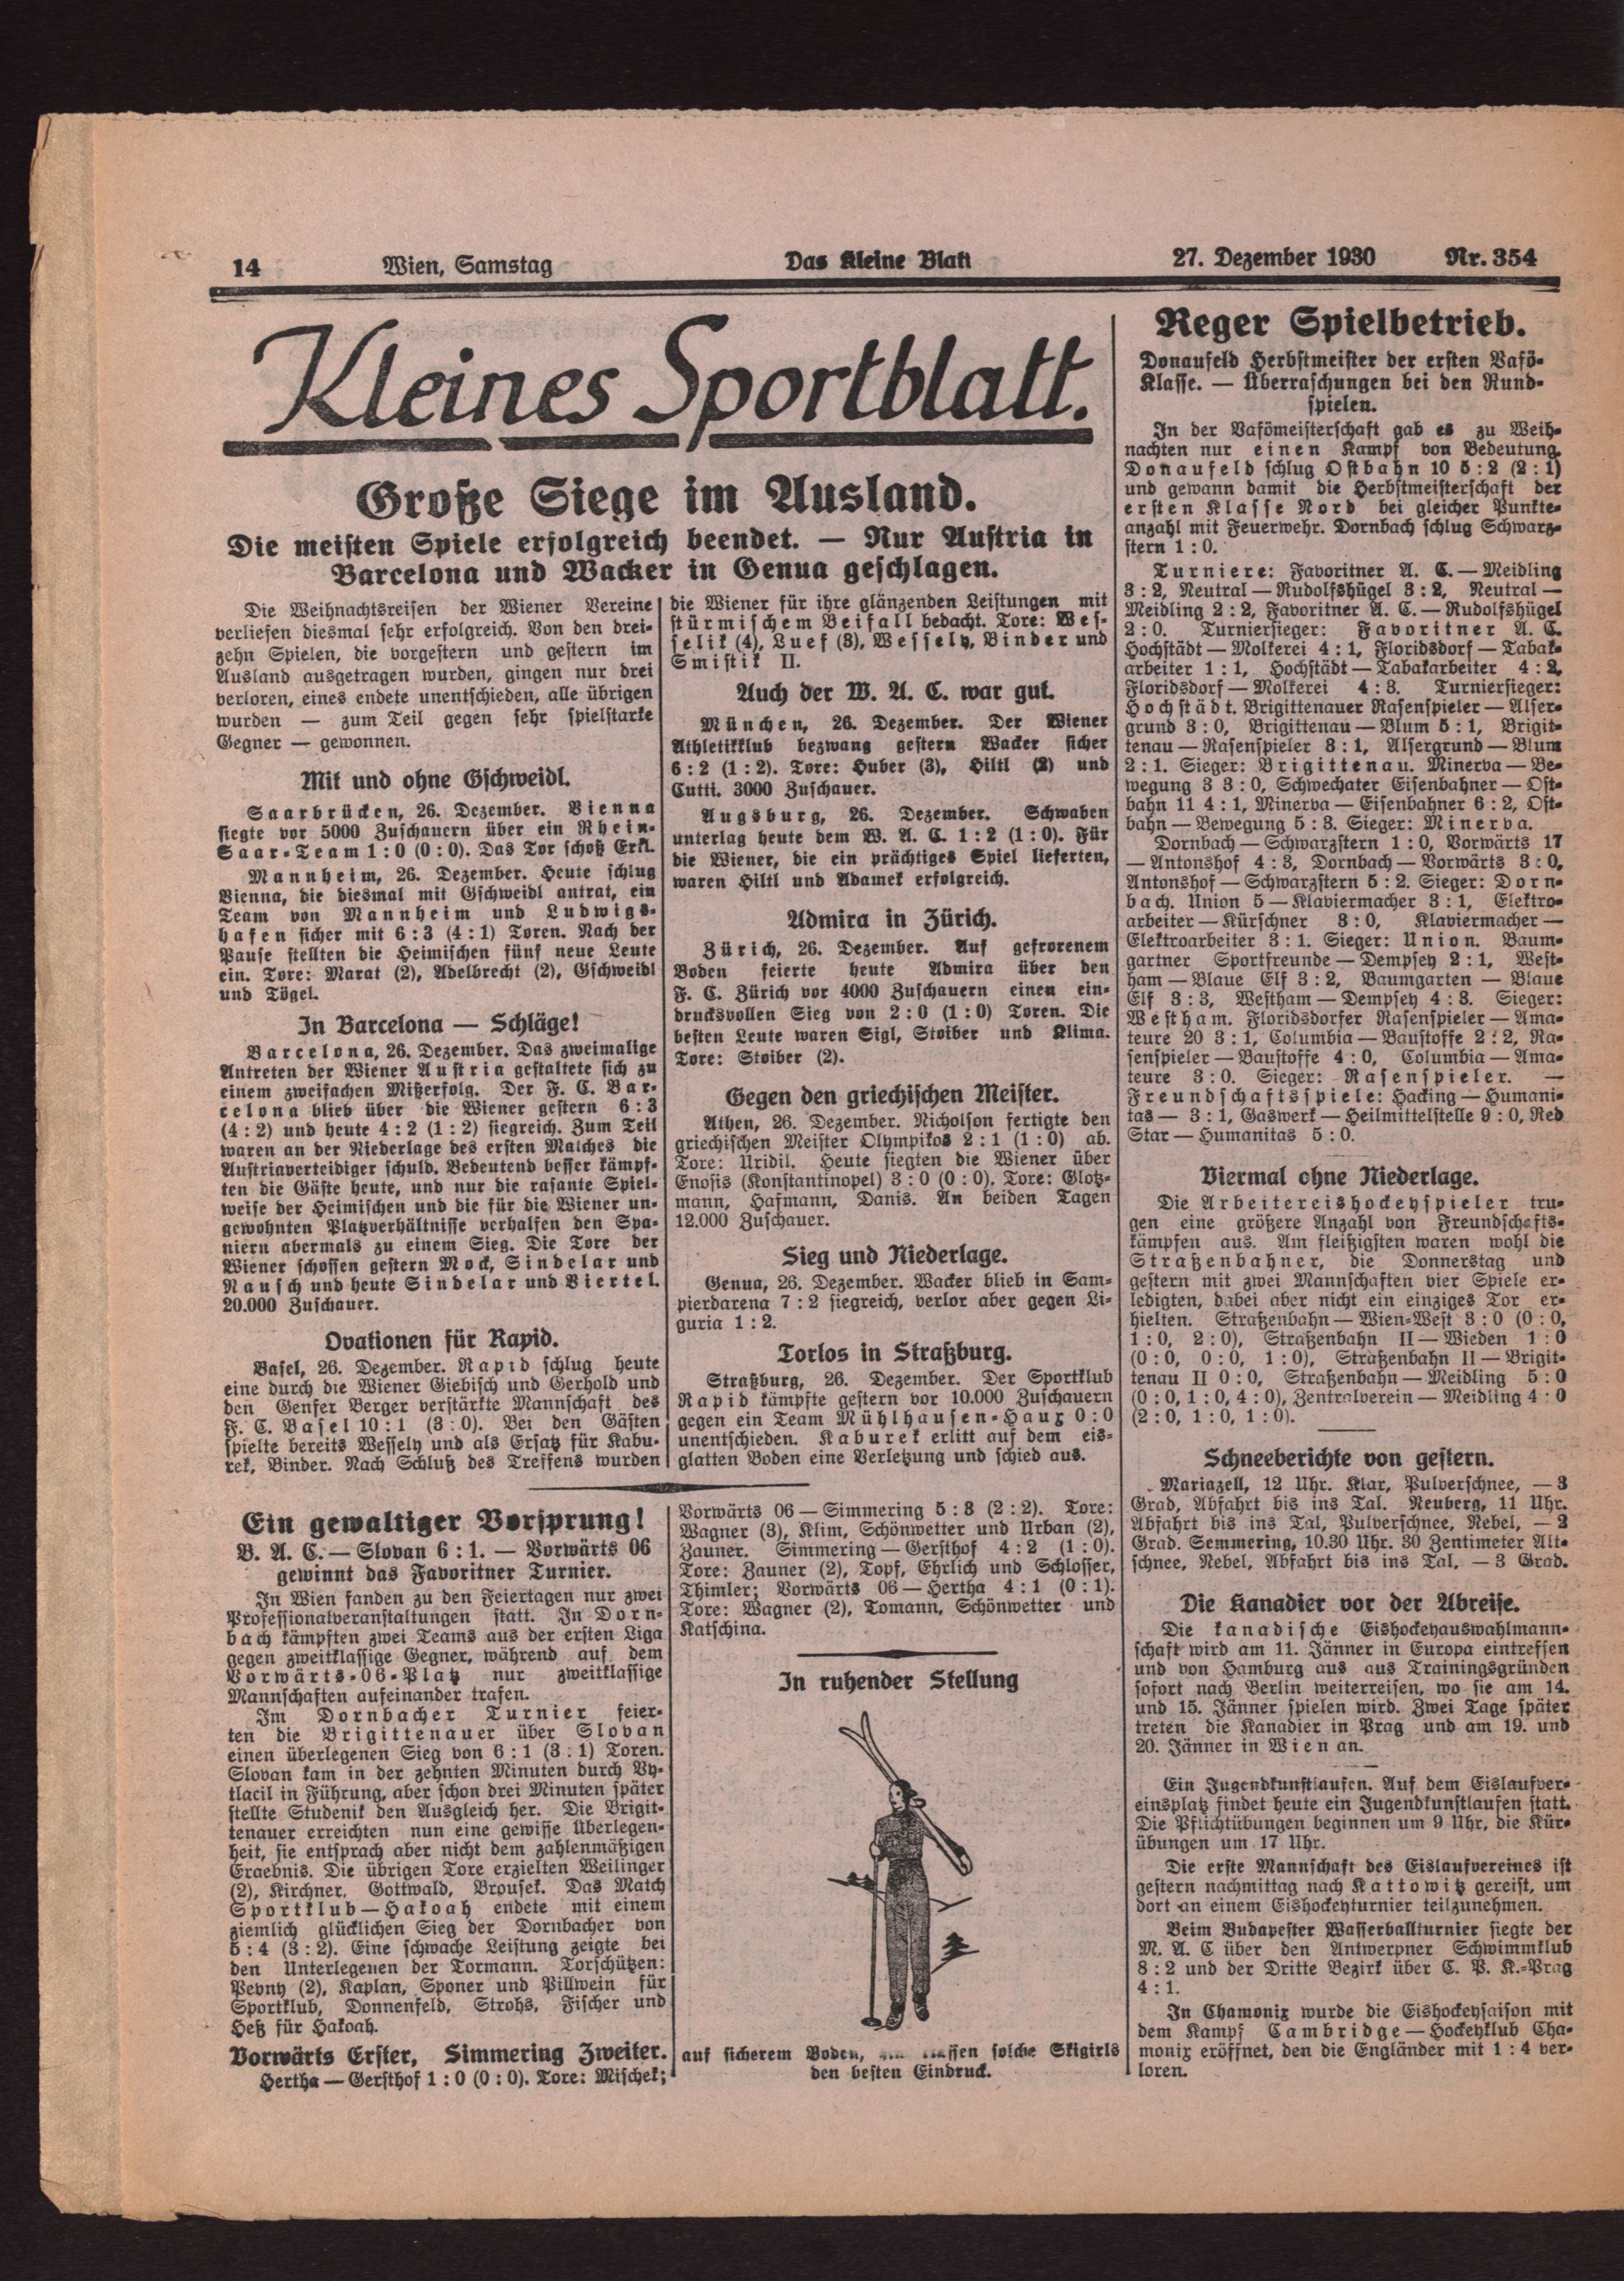 14 Wien, Samstag Das Kleine Blatt 27. Dezember 1930 Nr. 354
Kleines Sportblatt.
Große Siege im Ausland.
Die meisten Spiele erfolgreich beendet. — Nur Austria in
Barcelona und Wacker in Genua geschlagen.
Die Weihnachtsreisen der Wiener Vereine
verliefen diesmal sehr erfolgreich. Von den drei-
zehn Spielen, die vorgestern und gestern im
Ausland ausgetragen wurden, gingen nur drei
verloren, eines endete unentschieden, alle übrigen
wurden — zum Teil gegen sehr spielstarke
Gegner — gewonnen.
Mit und ohne Gschweidl.
Saarbrücken, 26. Dezember. Vienna
siegte vor 5000 Zuschauern über ein Rhein-
Saar-Team 1:0 (0:0). Das Tor schoß Erkl.
Mannheim, 26. Dezember. Heute schlug
Vienna, die diesmal mit Gschweidl antrat, ein
Team von Mannheim und Ludwigs-
hafen sicher mit 6:3 (4:1) Toren. Nach der
Pause stellten die Heimischen fünf neue Leute
ein. Tore: Marat (2), Adelbrecht (2), Gschweidl
und Tögel.
In Barcelona — Schläge!
Barcelona, 26. Dezember. Das zweimalige
Antreten der Wiener Austria gestaltete sich zu
einem zweifachen Mißerfolg. Der F. C. Bar-
celona blieb über die Wiener gestern 6:3
(4:2) und heute 4:2 (1:2) siegreich. Zum Teil
waren an der Niederlage des ersten Matches die
Austriaverteidiger schuld. Bedeutend besser kämpf-
ten die Gäste heute, und nur die rasante Spiel-
weise der Heimischen und die für die Wiener un-
gewohnten Platzverhältnisse verhalfen den Spa-
niern abermals zu einem Sieg. Die Tore der
Wiener schossen gestern Mock, Sindelar und
Nausch und heute Sindelar und Viertel.
20.000 Zuschauer.
Ovationen für Rapid.
Basel, 26. Dezember. Rapid schlug heute
eine durch die Wiener Giebisch und Gerhold und
den Genfer Berger verstärkte Mannschaft des
F. C. Basel 10:1 (3:0). Bei den Gästen
spielte bereits Wessely und als Ersatz für Kabu-
rek, Binder. Nach Schluß des Treffens wurden
die Wiener für ihre glänzenden Leistungen mit
stürmischem Beifall bedacht. Tore: Wes-
selik (4), Luef (3), Wessely, Binder und
Smistik II.
Auch der W. A. C. war gut.
München, 26. Dezember. Der Wiener
Athletikklub bezwang gestern Wacker sicher
6:2 (1:2). Tore: Huber (3), Hiltl (2) und
Cutti. 3000 Zuschauer.
Augsburg, 26. Dezember. Schwaben
unterlag heute dem W. A. C. 1:2 (1:0). Für
die Wiener, die ein prächtiges Spiel lieferten,
waren Hiltl und Adamek erfolgreich.
Admira in Zürich.
Zürich, 26. Dezember. Auf gefrorenem
Boden feierte heute Admira über den
F. C. Zürich vor 4000 Zuschauern einen ein-
drucksvollen Sieg von 2:0 (1:0) Toren. Die
besten Leute waren Sigl, Stoiber und Klima.
Tore: Stoiber (2).
Gegen den griechischen Meister.
Athen, 26. Dezember. Nicholson fertigte den
griechischen Meister Olympikos 2:1 (1:0) ab.
Tore: Uridil. Heute siegten die Wiener über
Enosis (Konstantinopel) 3:0 (0:0). Tore: Glotz-
mann, Hafmann, Danis. An beiden Tagen
12.000 Zuschauer.
Sieg und Niederlage.
Genua, 26. Dezember. Wacker blieb in Sam-
pierdarena 7:2 siegreich, verlor aber gegen Li-
guria 1:2.
Torlos in Straßburg.
Straßburg, 26. Dezember. Der Sportklub
Rapid kämpfte gestern vor 10.000 Zuschauern
gegen ein Team Mühlhausen-Haux 0:0
unentschieden. Kaburek erlitt auf dem eis-
glatten Boden eine Verletzung und schied aus.
Ein gewaltiger Vorsprung!
B. A. C. — Slovan 6:1. — Vorwärts 06
gewinnt das Favoritner Turnier.
In Wien fanden zu den Feiertagen nur zwei
Professionalveranstaltungen statt. In Dorn-
bach kämpften zwei Teams aus der ersten Liga
gegen zweitklassige Gegner, während auf dem
Vorwärts-06-Platz nur zweitklassige
Mannschaften aufeinander trafen.
Im Dornbacher Turnier feier-
ten die Brigittenauer über Slovan
einen überlegenen Sieg von 6:1 (3:1) Toren.
Slovan kam in der zehnten Minuten durch Vy-
tlacil in Führung, aber schon drei Minuten später
stellte Studenik den Ausgleich her. Die Brigit-
tenauer erreichten nun eine gewisse Überlegen-
heit, sie entsprach aber nicht dem zahlenmäßigen
Ergebnis. Die übrigen Tore erzielten Weilinger
(2), Kirchner, Gottwald, Brousek. Das Match
Sportklub — Hakoah endete mit einem
ziemlich glücklichen Sieg der Dornbacher von
5:4 (3:2). Eine schwache Leistung zeigte bei
den Unterlegenen der Tormann. Torschützen:
Pevny (2), Kaplan, Sponer und Pillwein für
Sportklub, Donnenfeld, Strohs, Fischer und
Heß für Hakoah.
Vorwärts Erster, Simmering Zweiter.
Hertha — Gersthof 1:0 (0:0). Tore: Mischek;
Vorwärts 06 — Simmering 5:3 (2:2). Tore:
Wagner (3), Klim, Schönwetter und Urban (2),
Zauner. Simmering — Gersthof 4:2 (1:0).
Tore: Zauner (2), Topf, Ehrlich und Schlosser,
Thimler; Vorwärts 06 — Hertha 4:1 (0:1).
Tore: Wagner (2), Tomann, Schönwetter und
Katschina.
In ruhender Stellung
auf sicherem Boden, solche Skigirls
den besten Eindruck.
Reger Spielbetrieb.
Donaufeld Herbstmeister der ersten Vafö-
Klasse. — Überraschungen bei den Rund-
spielen.
In der Vafömeisterschaft gab es zu Weih-
nachten nur einen Kampf von Bedeutung.
Donaufeld schlug Ostbahn 10 5:2 (2:1)
und gewann damit die Herbstmeisterschaft der
ersten Klasse Nord bei gleicher Punkte-
anzahl mit Feuerwehr. Dornbach schlug Schwarz-
stern 1:0.
Turniere: Favoritner A. C. — Meidling
3:2, Neutral — Rudolfshügel 3:2, Neutral —
Meidling 2:2, Favoritner A. C. — Rudolfshügel
2:0. Turniersieger: Favoritner A. C.
Hochstädt — Molkerei 4:1, Floridsdorf — Tabak-
arbeiter 1:1, Hochstädt — Tabakarbeiter 4:2,
Floridsdorf — Molkerei 4:3. Turniersieger:
Hochstädt. Brigittenauer Rasenspieler — Alser-
grund 3:0, Brigittenau — Blum 5:1, Brigit-
tenau — Rasenspieler 3:1, Alsergrund — Blum
2:1. Sieger: Brigittenau. Minerva — Be-
wegung 3 3:0, Schwechater Eisenbahner — Ost-
bahn 11 4:1, Minerva — Eisenbahner 6:2, Ost-
bahn — Bewegung 5:3. Sieger: Minerva.
Dornbach — Schwarzstern 1:0, Vorwärts 17
— Antonshof 4:3, Dornbach — Vorwärts 3:0,
Antonshof — Schwarzstern 5:2. Sieger: Dorn-
bach. Union 5 — Klaviermacher 3:1, Elektro-
arbeiter — Kürschner 3:0, Klaviermacher —
Elektroarbeiter 3:1. Sieger: Union. Baum-
gartner Sportfreunde — Dempsey 2:1, West-
ham — Blaue Elf 3:2, Baumgarten — Blaue
Elf 3:3, Westham — Dempsey 4:3. Sieger:
Westham. Floridsdorfer Rasenspieler — Ama-
teure 20 3:1, Columbia — Baustoffe 2:2, Ra-
senspieler — Baustoffe 4:0, Columbia — Ama-
teure 3:0. Sieger: Rasenspieler. —
Freundschaftsspiele: Hacking — Humani-
tas — 3:1, Gaswerk — Heilmittelstelle 9:0, Red
Star — Humanitas 5:0.
Viermal ohne Niederlage.
Die Arbeitereishockeyspieler tru-
gen eine größere Anzahl von Freundschafts-
kämpfen aus. Am fleißigsten waren wohl die
Straßenbahner, die Donnerstag und
gestern mit zwei Mannschaften vier Spiele er-
ledigten, dabei aber nicht ein einziges Tor er-
hielten. Straßenbahn — Wien-West 3:0 (0:0,
1:0, 2:0), Straßenbahn II — Wieden 1:0
(0:0, 0:0, 1:0), Straßenbahn II — Brigit-
tenau II 0:0, Straßenbahn — Meidling 5:0
(0:0, 1:0, 4:0), Zentralverein — Meidling 4:0
(2:0, 1:0, 1:0).
Schneeberichte von gestern.
Mariazell, 12 Uhr. Klar, Pulverschnee, — 3
Grad, Abfahrt bis ins Tal. Neuberg, 11 Uhr.
Abfahrt bis ins Tal, Pulverschnee, Nebel, — 2
Grad. Semmering, 10.30 Uhr. 30 Zentimeter Alt-
schnee, Nebel, Abfahrt bis ins Tal, — 3 Grad.
Die Kanadier vor der Abreise.
Die kanadische Eishockeyauswahlmann-
schaft wird am 11. Jänner in Europa eintreffen
und von Hamburg aus aus Trainingsgründen
sofort nach Berlin weiterreisen, wo sie am 14.
und 15. Jänner spielen wird. Zwei Tage später
treten die Kanadier in Prag und am 19. und
20. Jänner in Wien an.
Ein Jugendkunstlaufen. Auf dem Eislaufver-
einsplatz findet heute ein Jugendkunstlaufen statt.
Die Pflichtübungen beginnen um 9 Uhr, die Kür-
übungen um 17 Uhr.
Die erste Mannschaft des Eislaufvereines ist
gestern nachmittag nach Kattowitz gereist, um
dort an einem Eishockeyturnier teilzunehmen.
Beim Budapester Wasserballturnier siegte der
M. A. C über den Antwerpner Schwimmklub
8:2 und der Dritte Bezirk über C. P. K.-Prag
4:1.
In Chamonix wurde die Eishockeysaison mit
dem Kampf Cambridge — Hockeyklub Cha-
monix eröffnet, den die Engländer mit 1:4 ver-
loren.